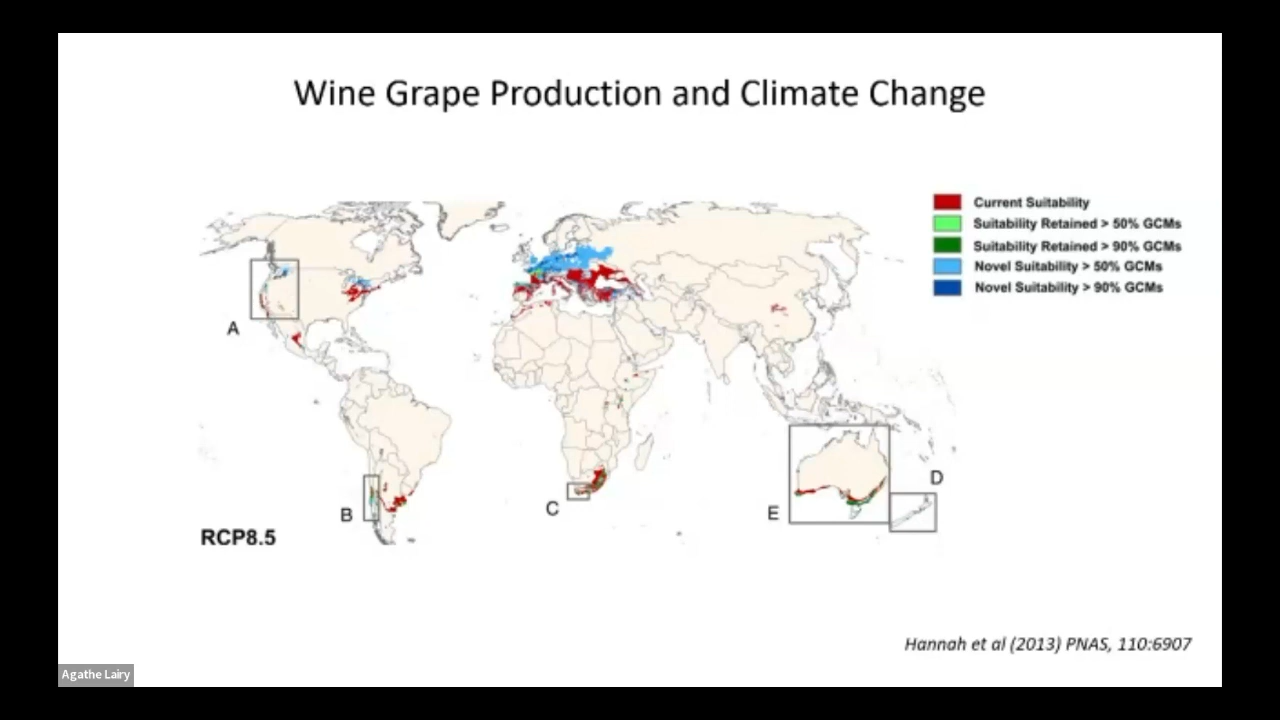 Wine Grape Production and Climate Change
Current Suitability
Suitability Retained > 50% GCMs
Suitability Retained > 90% GCMs
Novel Suitability > 50% GCMs
Novel Suitability > 90% GCMs
A
B
C
D
E
RCP8.5
Hannah et al (2013) PNAS, 110:6907
Agathe Lairy